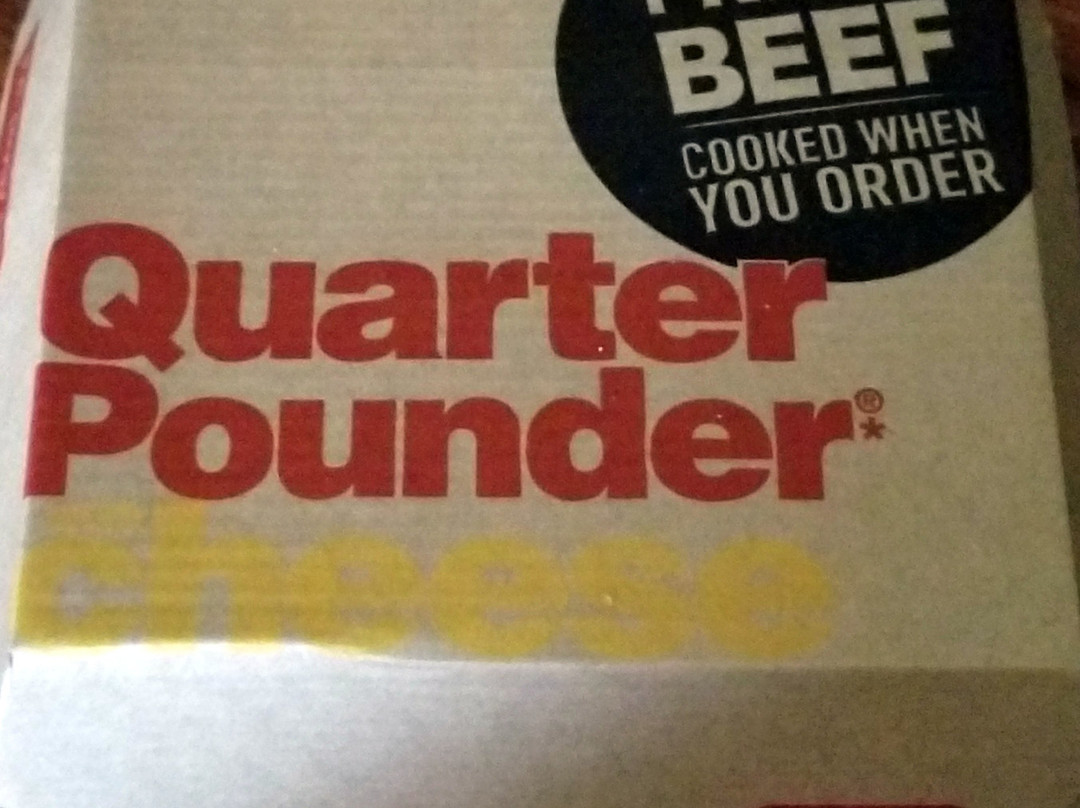 BEEF
COOKED WHEN
YOU ORDER
Quarter
Pounder®*
cheese